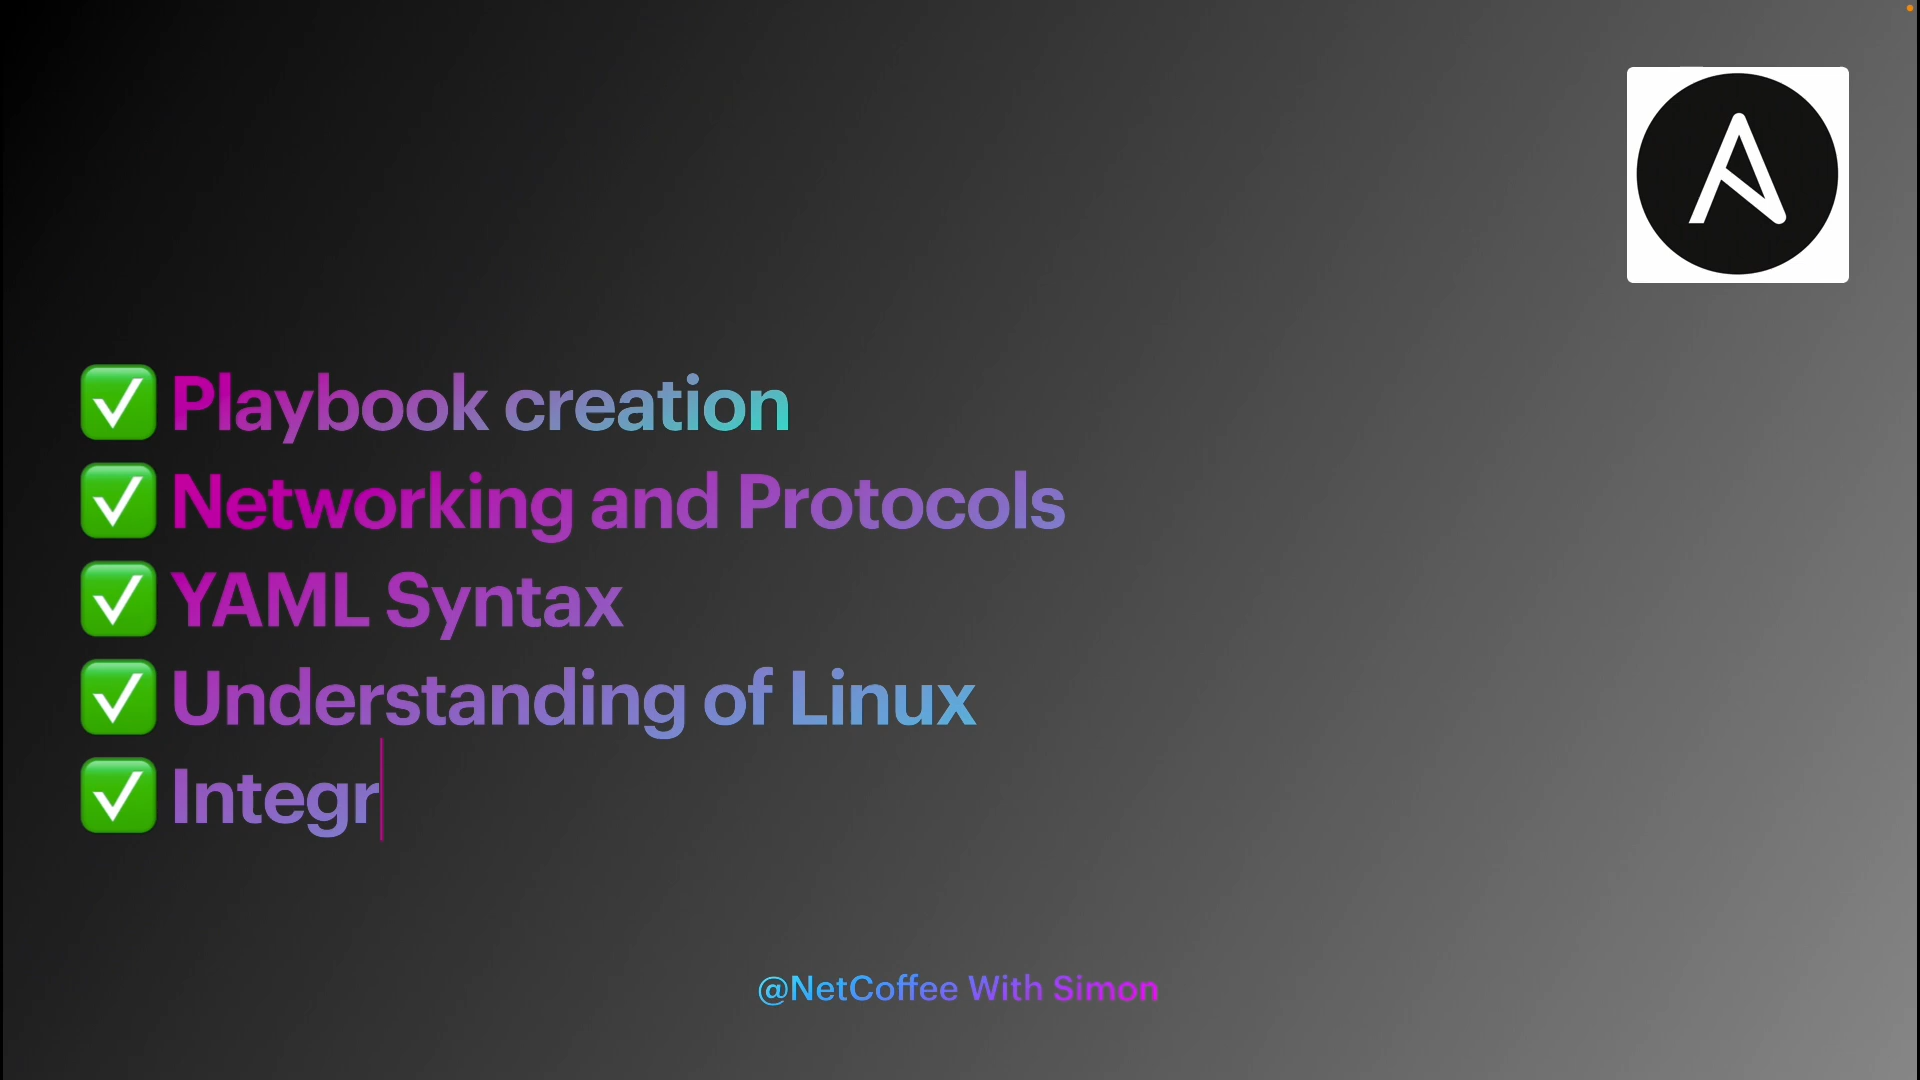 ✅ Playbook creation
✅ Networking and Protocols
✅ YAML Syntax
✅ Understanding of Linux
✅ Integr
@NetCoffee With Simon